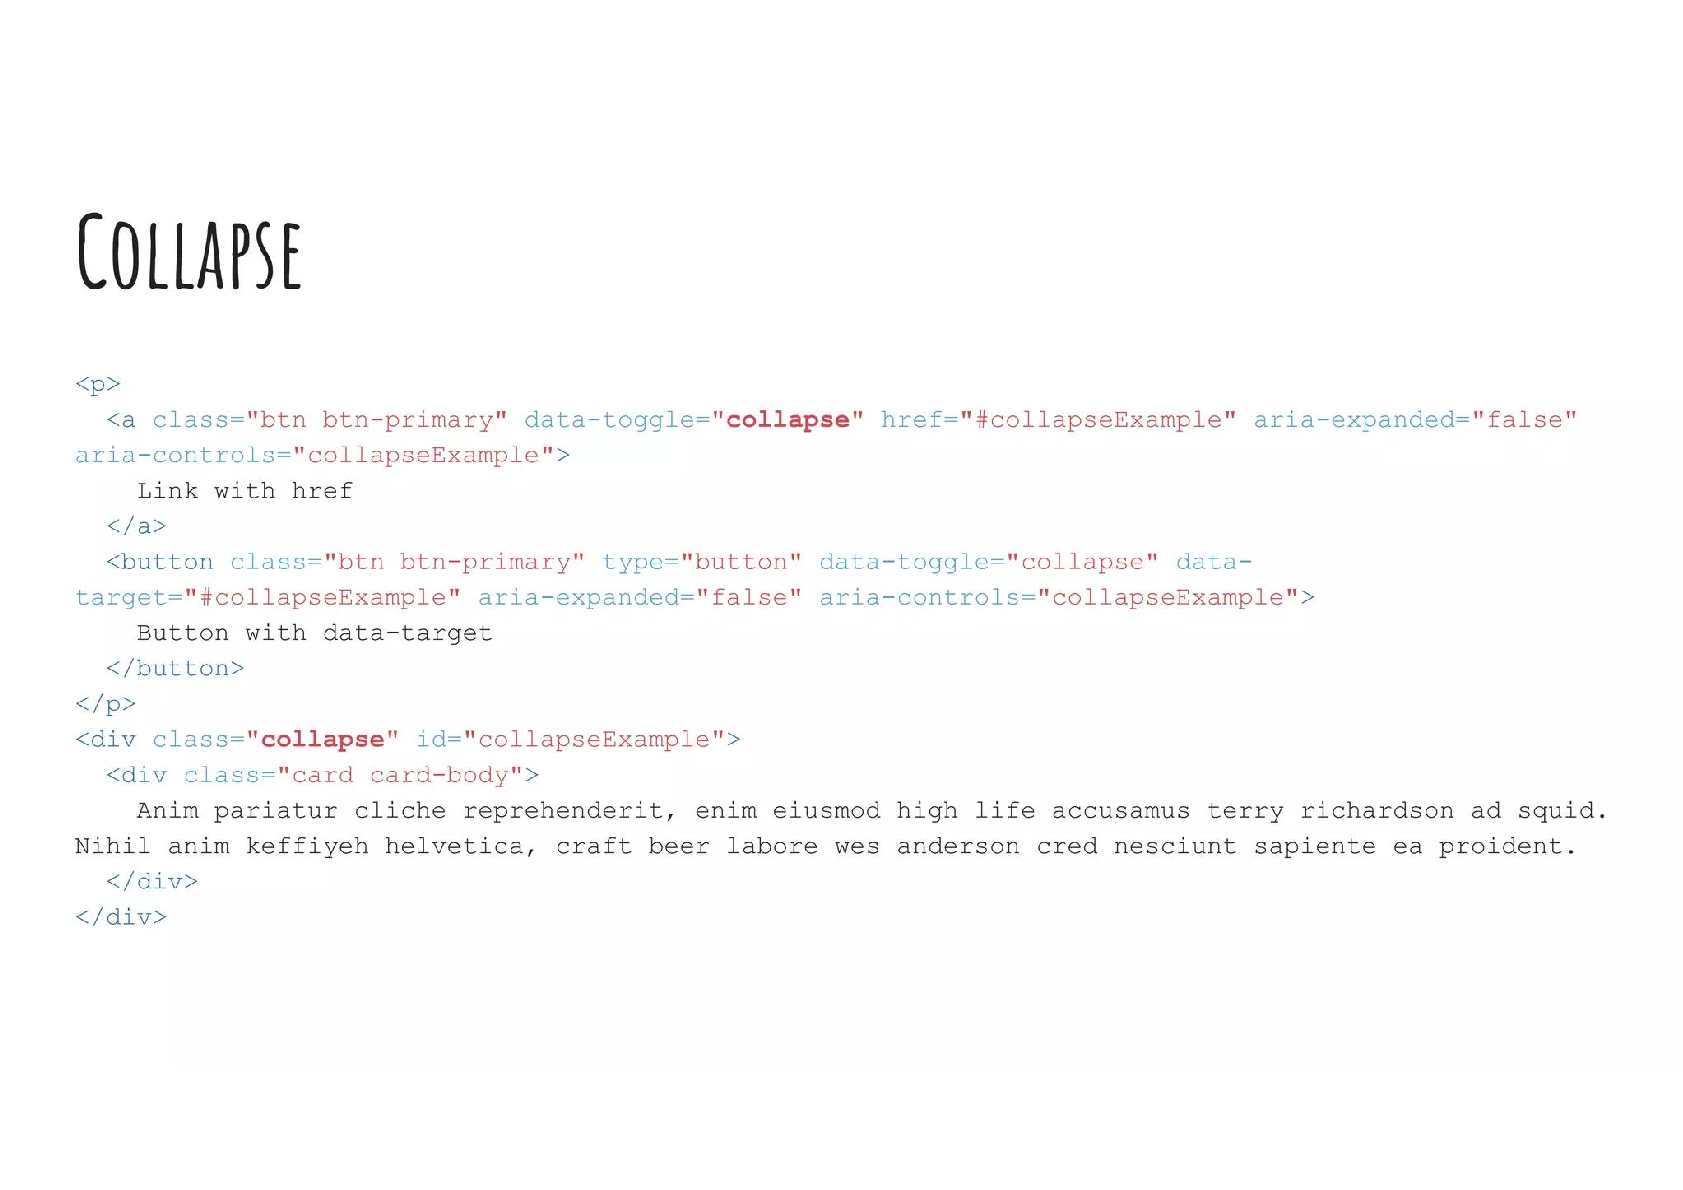 Collapse
<p>
  <a class="btn btn-primary" data-toggle="collapse" href="#collapseExample" aria-expanded="false"
aria-controls="collapseExample">
    Link with href
  </a>
  <button class="btn btn-primary" type="button" data-toggle="collapse" data-
target="#collapseExample" aria-expanded="false" aria-controls="collapseExample">
    Button with data-target
  </button>
</p>
<div class="collapse" id="collapseExample">
  <div class="card card-body">
    Anim pariatur cliche reprehenderit, enim eiusmod high life accusamus terry richardson ad squid.
Nihil anim keffiyeh helvetica, craft beer labore wes anderson cred nesciunt sapiente ea proident.
  </div>
</div>